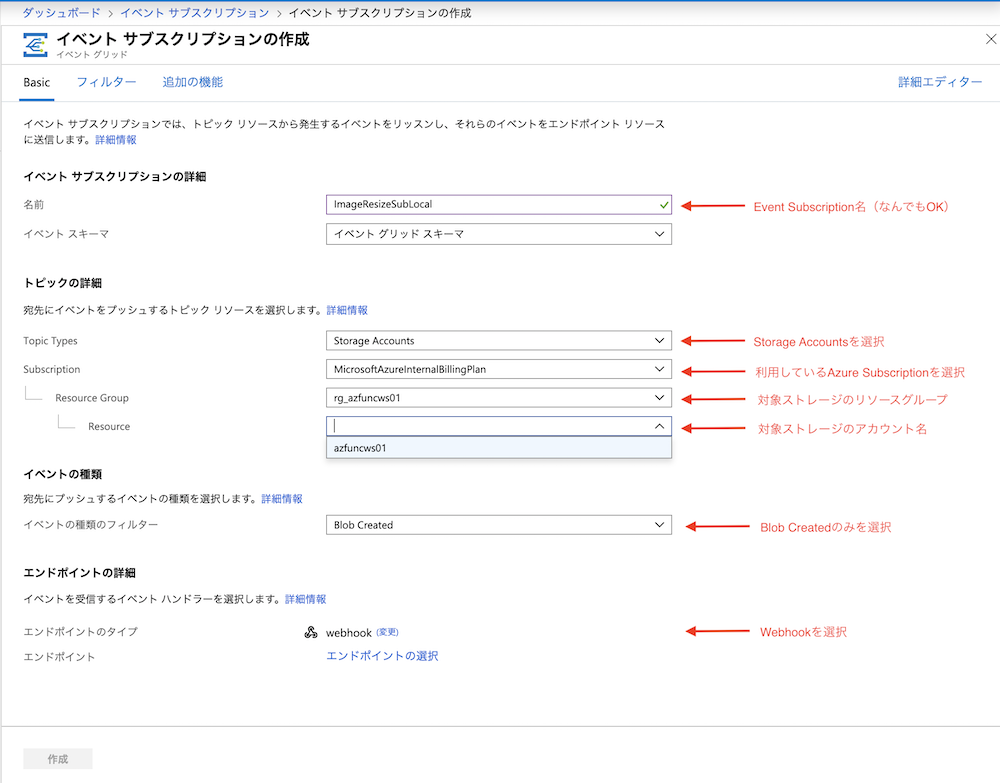 ダッシュボード > イベント サブスクリプション > イベント サブスクリプションの作成
イベント サブスクリプションの作成
イベント グリッド
Basic フィルター 追加の機能 詳細エディター
イベント サブスクリプションでは、トピック リソースから発生するイベントをリッスンし、それらのイベントをエンドポイント リソース
に送信します。詳細情報
イベント サブスクリプションの詳細
名前 ImageResizeSubLocal Event Subscription名（なんでもOK）
イベント スキーマ イベント グリッド スキーマ
トピックの詳細
宛先にイベントをプッシュするトピック リソースを選択します。詳細情報
Topic Types Storage Accounts Storage Accountsを選択
Subscription MicrosoftAzureInternalBillingPlan 利用しているAzure Subscriptionを選択
Resource Group rg_azfuncws01 対象ストレージのリソースグループ
Resource 対象ストレージのアカウント名
azfuncws01
イベントの種類
宛先にプッシュするイベントの種類を選択します。詳細情報
イベントの種類のフィルター Blob Created Blob Createdのみを選択
エンドポイントの詳細
イベントを受信するイベント ハンドラーを選択します。詳細情報
エンドポイントのタイプ webhook (変更) Webhookを選択
エンドポイント エンドポイントの選択
作成